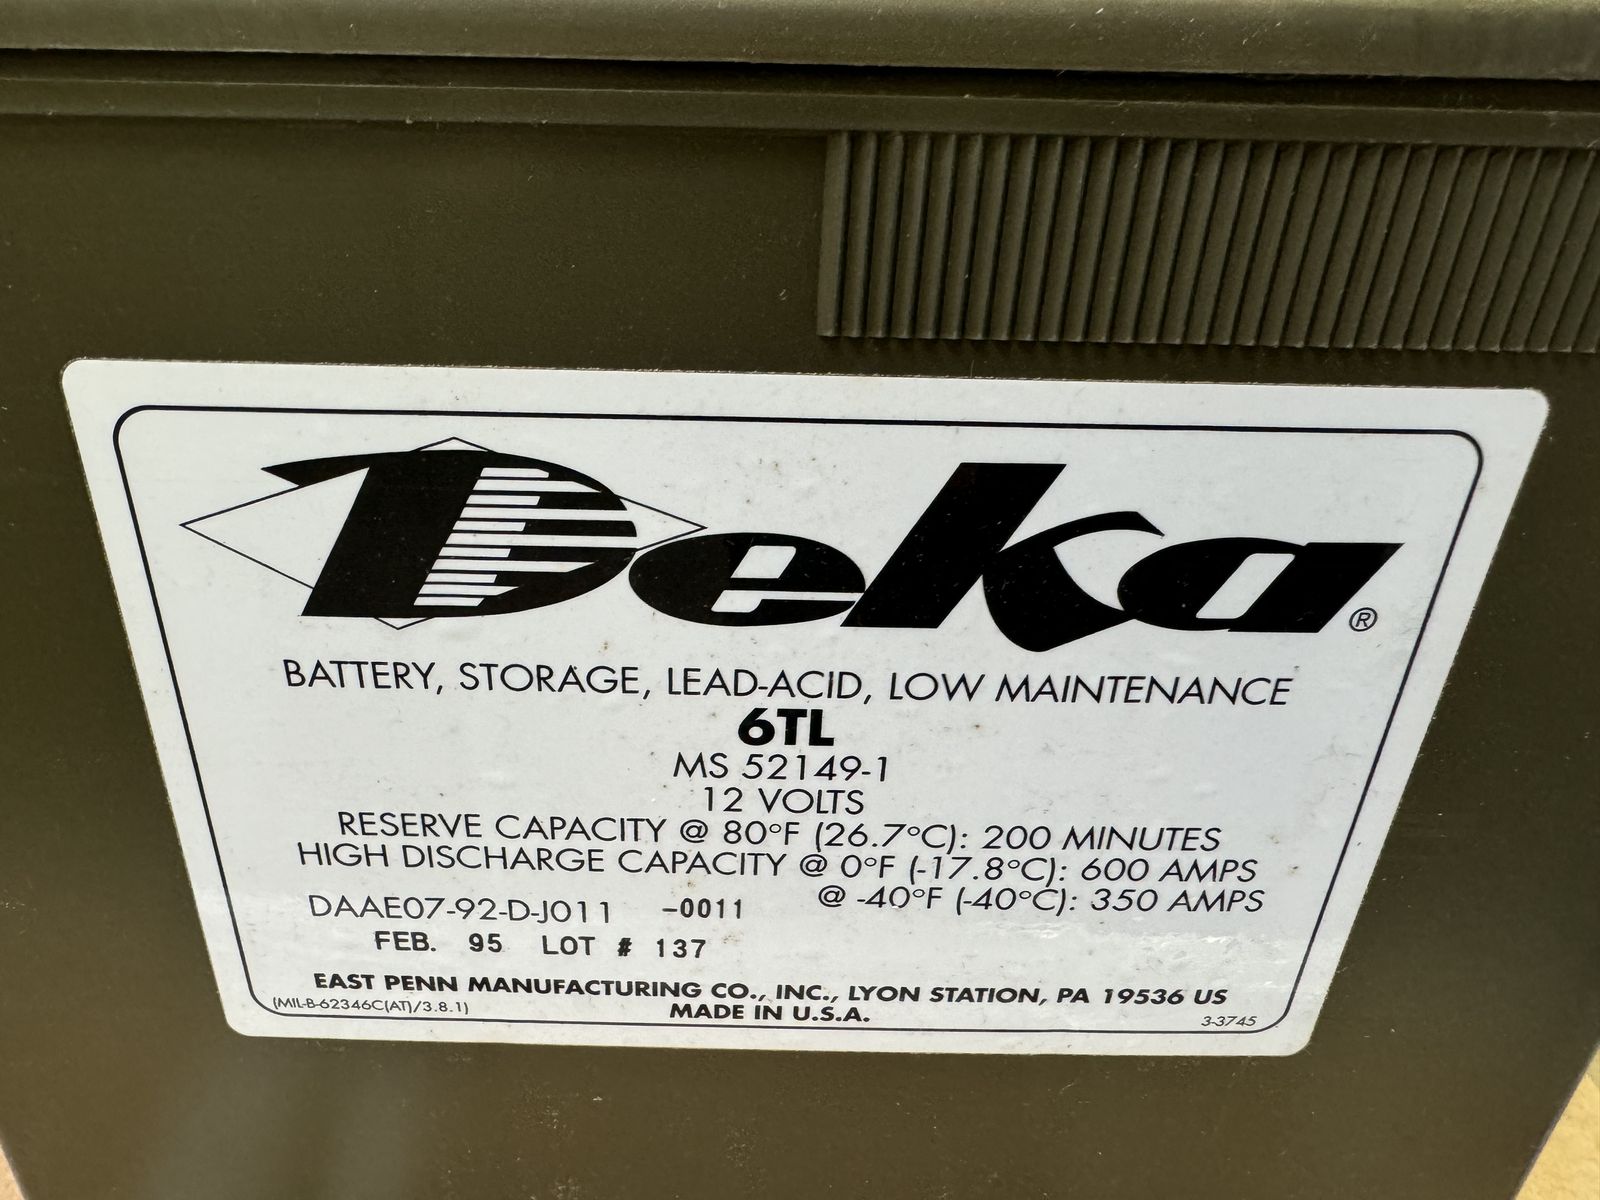 Deka®
BATTERY, STORAGE, LEAD-ACID, LOW MAINTENANCE
6TL
MS 52149-1
12 VOLTS
RESERVE CAPACITY @ 80°F (26.7°C): 200 MINUTES
HIGH DISCHARGE CAPACITY @ 0°F (-17.8°C): 600 AMPS
@ -40°F (-40°C): 350 AMPS
DAAE07-92-D-J011 -0011
FEB. 95 LOT # 137
EAST PENN MANUFACTURING CO., INC., LYON STATION, PA 19536 US
(MIL-B-62346C(AT)/3.8.1)
MADE IN U.S.A.
3-3745